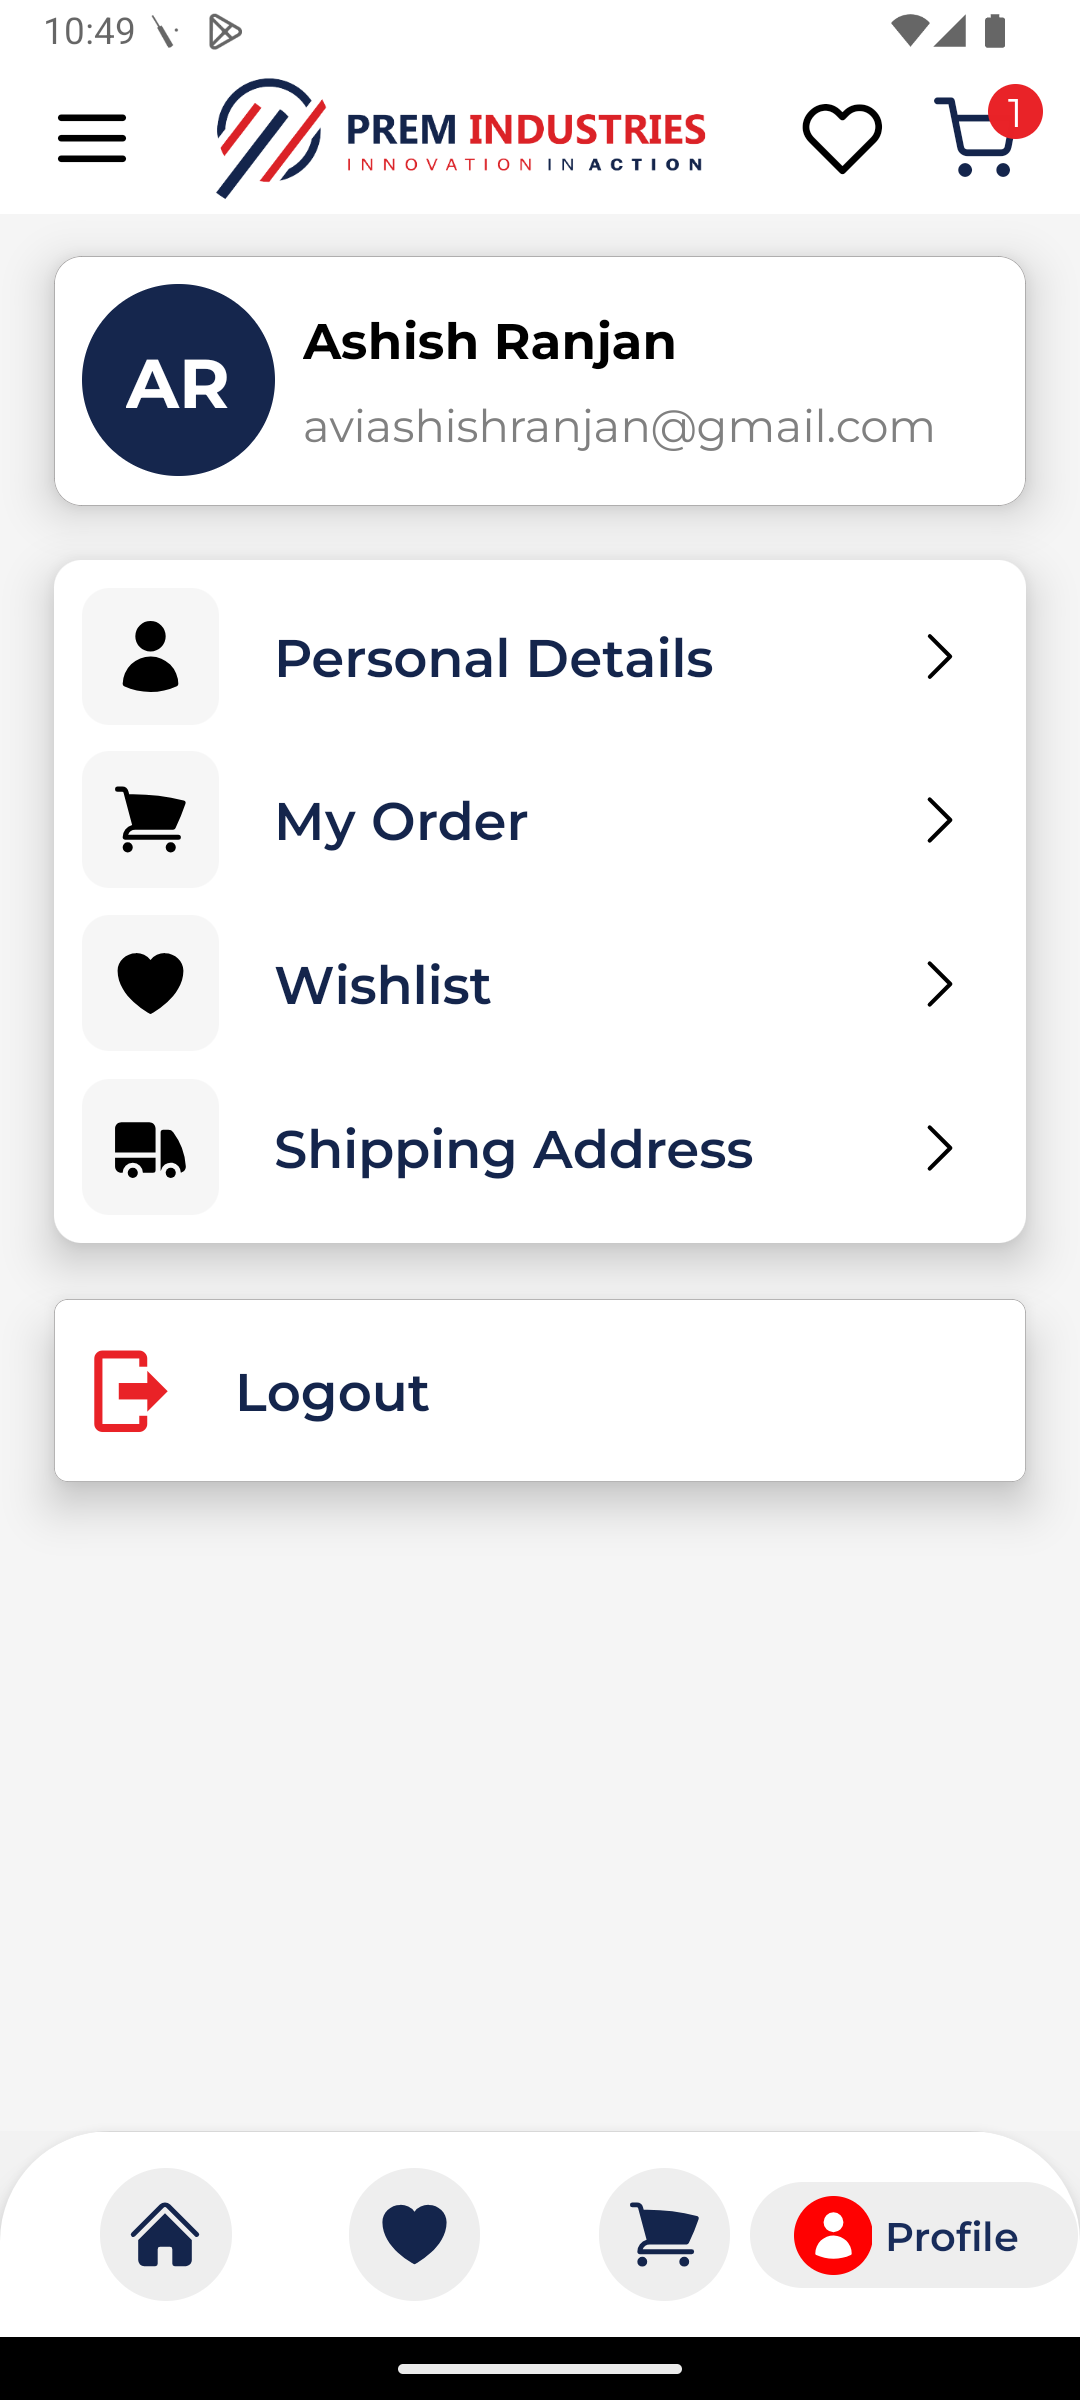 10:49
PREM INDUSTRIES
INNOVATION IN ACTION
1
AR
Ashish Ranjan
aviashishranjan@gmail.com
Personal Details
My Order
Wishlist
Shipping Address
Logout
Profile